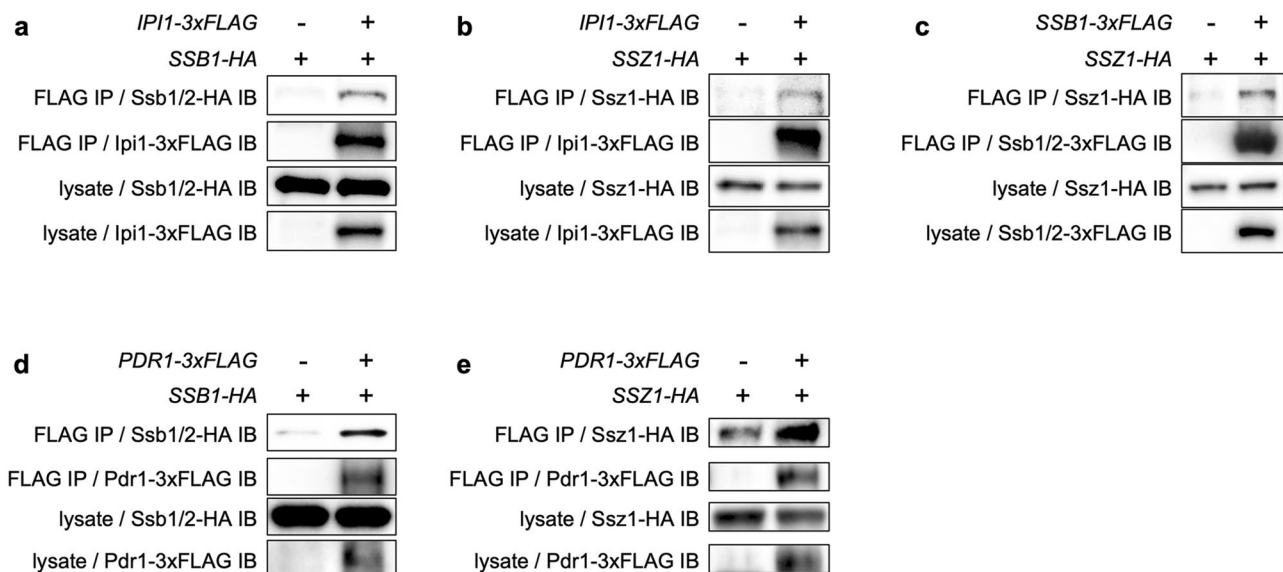 a
IPI1-3xFLAG - +
SSB1-HA + +
FLAG IP / Ssb1/2-HA IB
FLAG IP / Ipi1-3xFLAG IB
lysate / Ssb1/2-HA IB
lysate / Ipi1-3xFLAG IB
b
IPI1-3xFLAG - +
SSZ1-HA + +
FLAG IP / Ssz1-HA IB
FLAG IP / Ipi1-3xFLAG IB
lysate / Ssz1-HA IB
lysate / Ipi1-3xFLAG IB
c
SSB1-3xFLAG - +
SSZ1-HA + +
FLAG IP / Ssz1-HA IB
FLAG IP / Ssb1/2-3xFLAG IB
lysate / Ssz1-HA IB
lysate / Ssb1/2-3xFLAG IB
d
PDR1-3xFLAG - +
SSB1-HA + +
FLAG IP / Ssb1/2-HA IB
FLAG IP / Pdr1-3xFLAG IB
lysate / Ssb1/2-HA IB
lysate / Pdr1-3xFLAG IB
e
PDR1-3xFLAG - +
SSZ1-HA + +
FLAG IP / Ssz1-HA IB
FLAG IP / Pdr1-3xFLAG IB
lysate / Ssz1-HA IB
lysate / Pdr1-3xFLAG IB